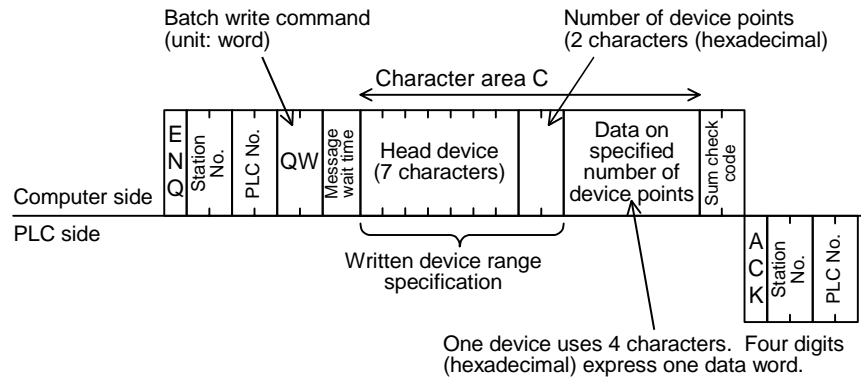 Batch write command
(unit: word)
Number of device points
(2 characters (hexadecimal)
Character area C
E
N
Q
Station
No.
PLC No.
QW
Message
wait time
Head device
(7 characters)
Data on
specified
number of
device points
Sum check
code
Computer side
PLC side
Written device range
specification
A
C
K
Station
No.
PLC No.
One device uses 4 characters. Four digits
(hexadecimal) express one data word.